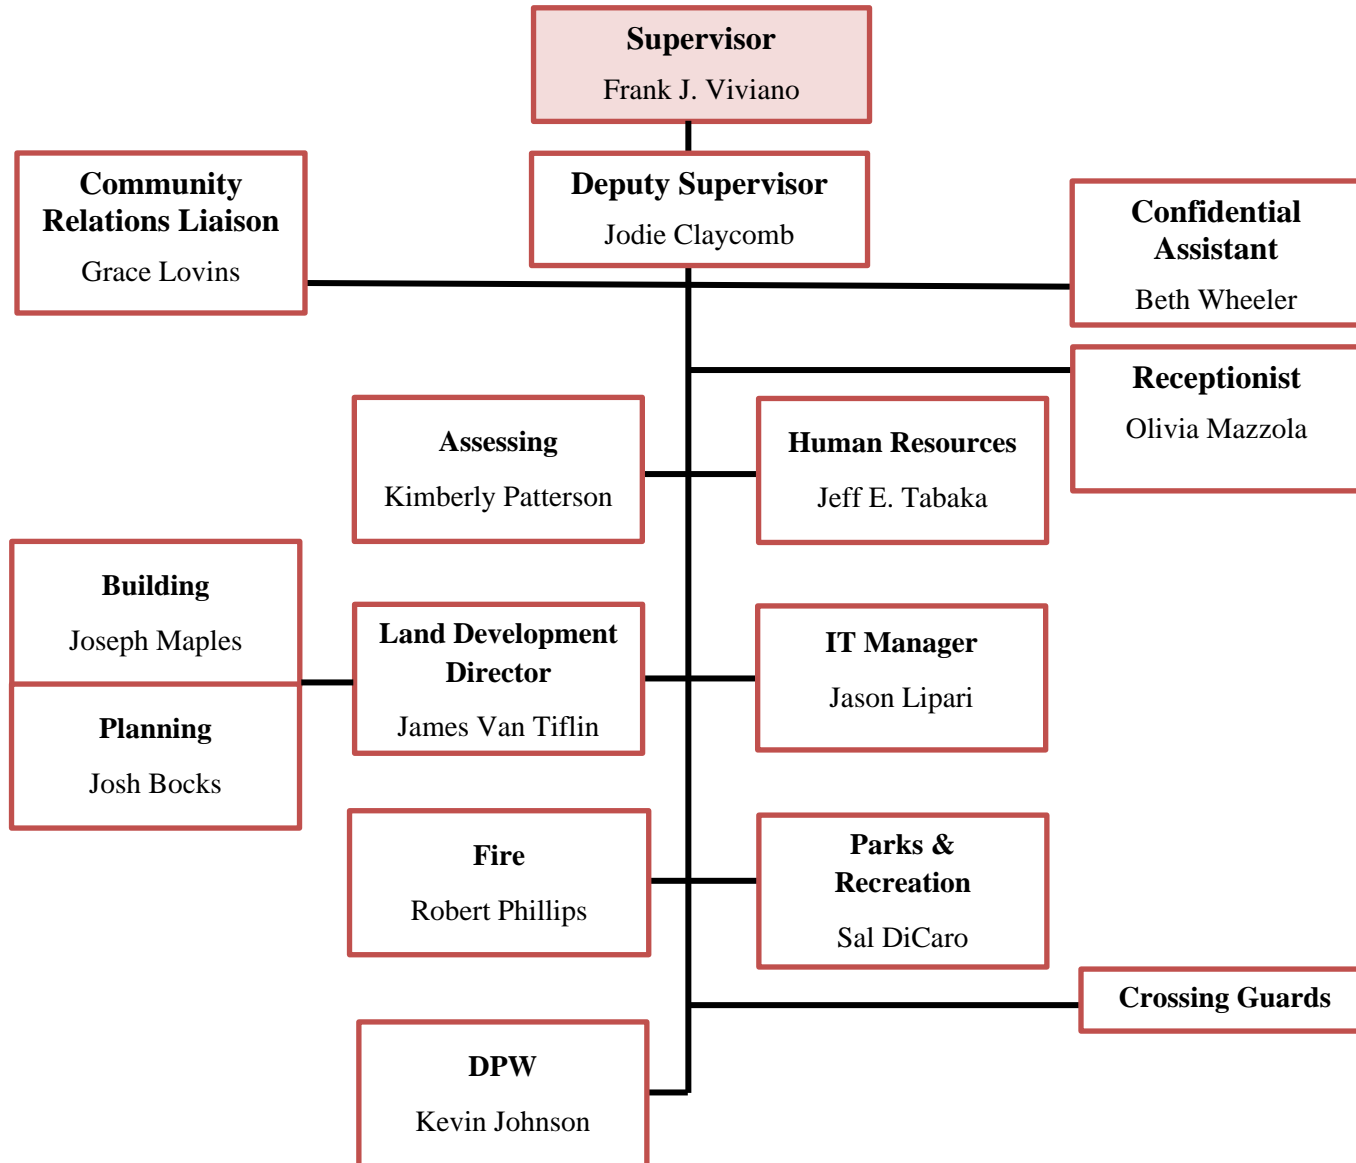 Supervisor
Frank J. Viviano
Community
Relations Liaison
Grace Lovins
Deputy Supervisor
Jodie Claycomb
Confidential
Assistant
Beth Wheeler
Receptionist
Olivia Mazzola
Assessing
Kimberly Patterson
Human Resources
Jeff E. Tabaka
Building
Joseph Maples
Planning
Josh Bocks
Land Development
Director
James Van Tiflin
IT Manager
Jason Lipari
Fire
Robert Phillips
Parks &
Recreation
Sal DiCaro
Crossing Guards
DPW
Kevin Johnson